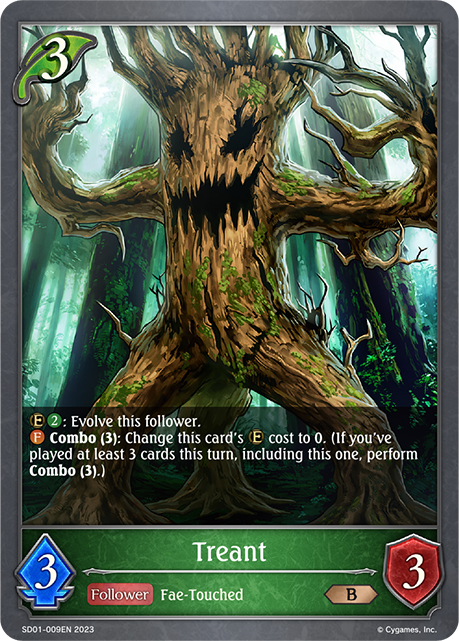 3
E 2: Evolve this follower.
F Combo (3): Change this card's E cost to 0. (If you've
played at least 3 cards this turn, including this one, perform
Combo (3).)
Treant
3
Follower Fae-Touched
B
3
SD01-009EN 2023
© Cygames, Inc.